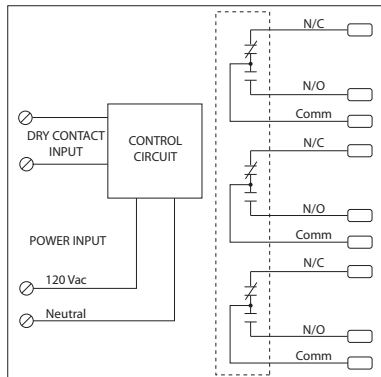 DRY CONTACT
INPUT
CONTROL
CIRCUIT
POWER INPUT
120 Vac
Neutral
N/C
N/O
Comm
N/C
N/O
Comm
N/C
N/O
Comm